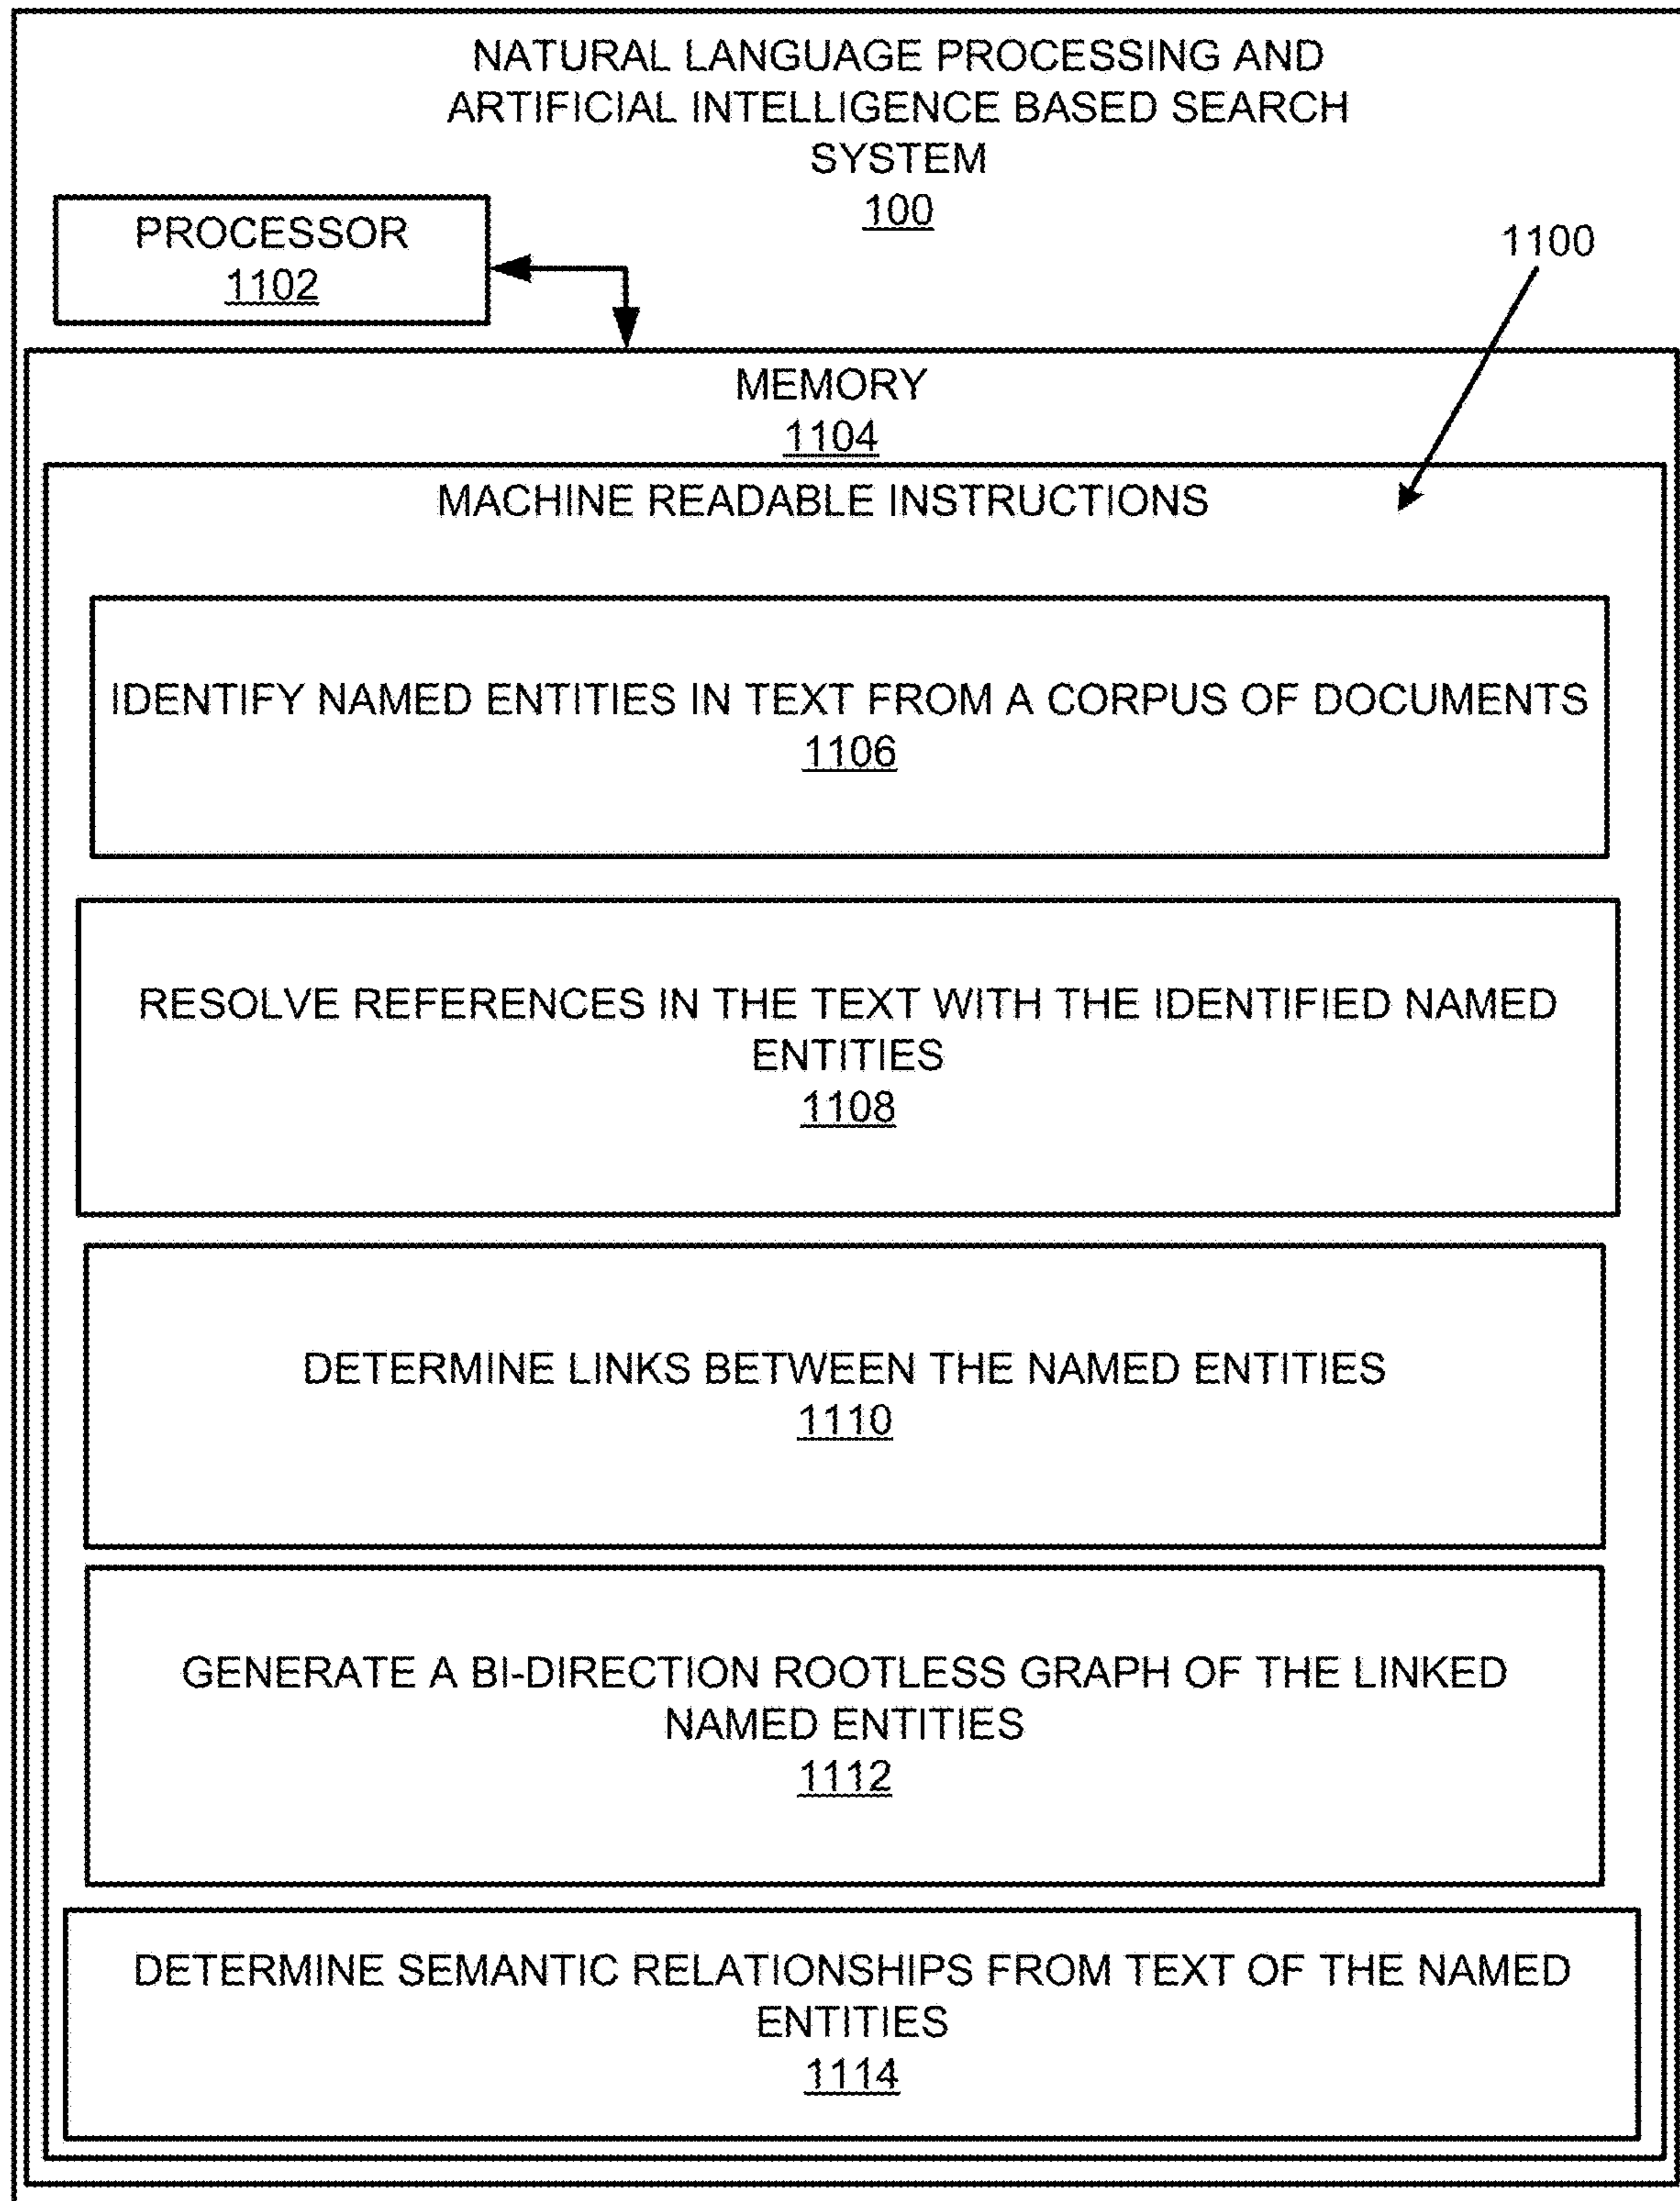 NATURAL LANGUAGE PROCESSING AND
ARTIFICIAL INTELLIGENCE BASED SEARCH
SYSTEM
100
PROCESSOR
1102
1100
MEMORY
1104
MACHINE READABLE INSTRUCTIONS
IDENTIFY NAMED ENTITIES IN TEXT FROM A CORPUS OF DOCUMENTS
1106
RESOLVE REFERENCES IN THE TEXT WITH THE IDENTIFIED NAMED
ENTITIES
1108
DETERMINE LINKS BETWEEN THE NAMED ENTITIES
1110
GENERATE A BI-DIRECTION ROOTLESS GRAPH OF THE LINKED
NAMED ENTITIES
1112
DETERMINE SEMANTIC RELATIONSHIPS FROM TEXT OF THE NAMED
ENTITIES
1114